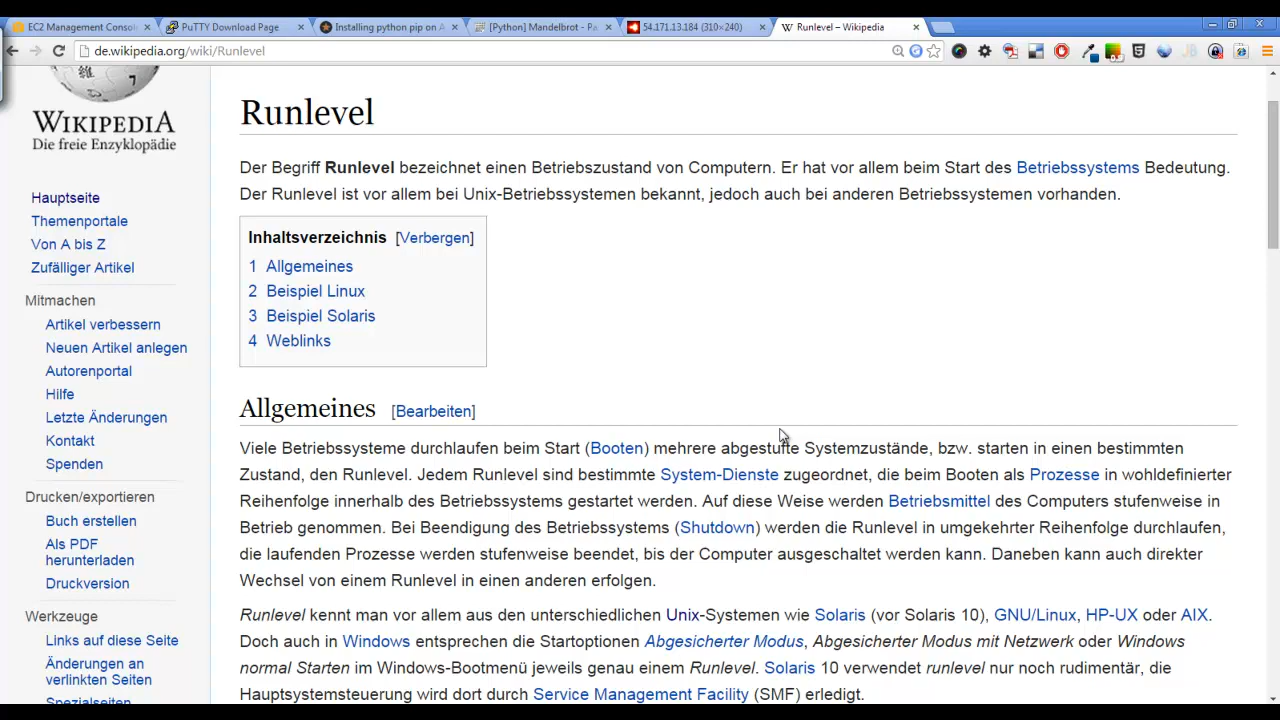 EC2 Management Consol
PuTTY Download Page
Installing python pip on A
[Python] Mandelbrot - Pa
54.171.13.184 (310×240)
Runlevel – Wikipedia
de.wikipedia.org/wiki/Runlevel
WIKIPEDIA
Die freie Enzyklopädie
Hauptseite
Themenportale
Von A bis Z
Zufälliger Artikel
Mitmachen
Artikel verbessern
Neuen Artikel anlegen
Autorenportal
Hilfe
Letzte Änderungen
Kontakt
Spenden
Drucken/exportieren
Buch erstellen
Als PDF
herunterladen
Druckversion
Werkzeuge
Links auf diese Seite
Änderungen an
verlinkten Seiten
Spezialseiten
Runlevel
Der Begriff Runlevel bezeichnet einen Betriebszustand von Computern. Er hat vor allem beim Start des Betriebssystems Bedeutung.
Der Runlevel ist vor allem bei Unix-Betriebssystemen bekannt, jedoch auch bei anderen Betriebssystemen vorhanden.
Inhaltsverzeichnis [Verbergen]
1 Allgemeines
2 Beispiel Linux
3 Beispiel Solaris
4 Weblinks
Allgemeines [Bearbeiten]
Viele Betriebssysteme durchlaufen beim Start (Booten) mehrere abgestufte Systemzustände, bzw. starten in einen bestimmten
Zustand, den Runlevel. Jedem Runlevel sind bestimmte System-Dienste zugeordnet, die beim Booten als Prozesse in wohldefinierter
Reihenfolge innerhalb des Betriebssystems gestartet werden. Auf diese Weise werden Betriebsmittel des Computers stufenweise in
Betrieb genommen. Bei Beendigung des Betriebssystems (Shutdown) werden die Runlevel in umgekehrter Reihenfolge durchlaufen,
die laufenden Prozesse werden stufenweise beendet, bis der Computer ausgeschaltet werden kann. Daneben kann auch direkter
Wechsel von einem Runlevel in einen anderen erfolgen.
Runlevel kennt man vor allem aus den unterschiedlichen Unix-Systemen wie Solaris (vor Solaris 10), GNU/Linux, HP-UX oder AIX.
Doch auch in Windows entsprechen die Startoptionen Abgesicherter Modus, Abgesicherter Modus mit Netzwerk oder Windows
normal Starten im Windows-Bootmenü jeweils genau einem Runlevel. Solaris 10 verwendet runlevel nur noch rudimentär, die
Hauptsystemsteuerung wird dort durch Service Management Facility (SMF) erledigt.